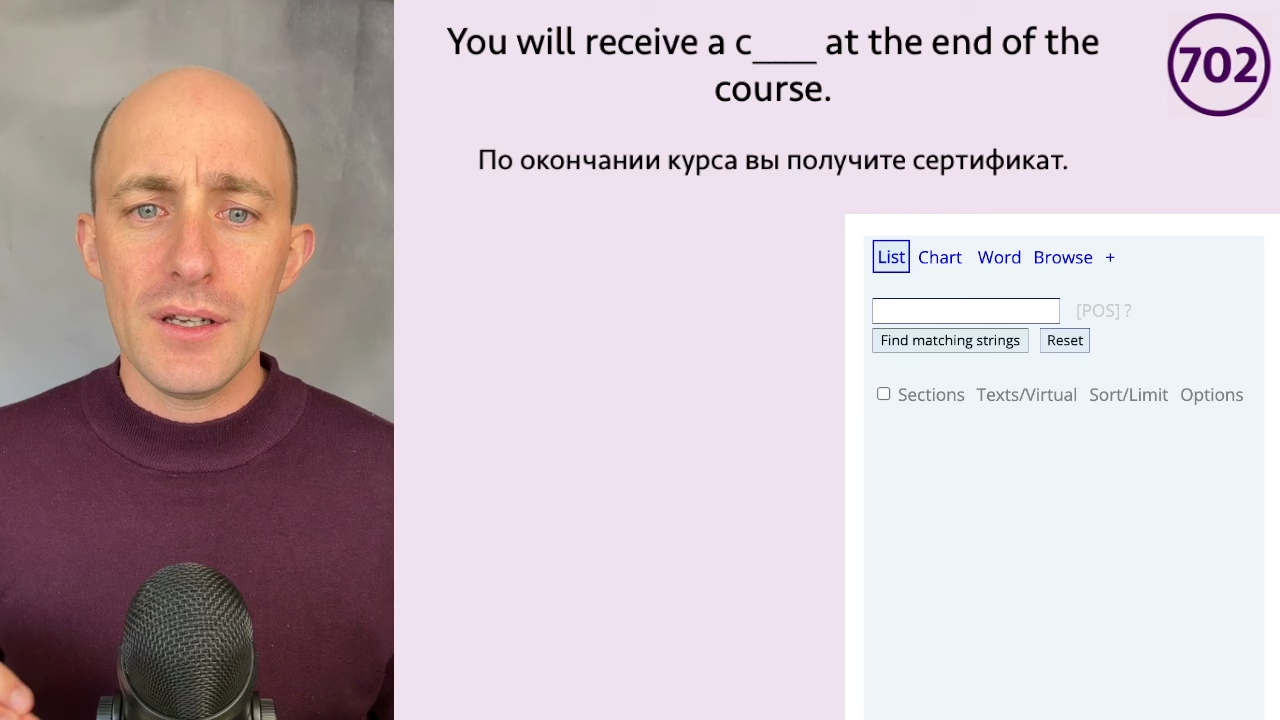 You will receive a c____ at the end of the
course.
702
По окончании курса вы получите сертификат.
List Chart Word Browse +
[POS] ?
Find matching strings Reset
Sections Texts/Virtual Sort/Limit Options